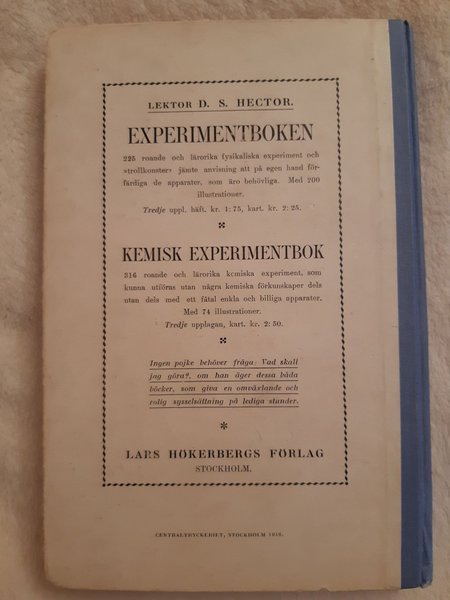 LEKTOR D. S. HECTOR.
EXPERIMENTBOKEN
225 roande och lärorika fysikaliska experiment och
»trollkonster» jämte anvisning att på egen hand för-
färdiga de apparater, som äro behövliga. Med 200
illustrationer.
Tredje uppl. häft. kr. 1:75, kart. kr. 2:25.
KEMISK EXPERIMENTBOK
316 roande och lärorika kemiska experiment, som
kunna utföras utan några kemiska förkunskaper dels
utan dels med ett fåtal enkla och billiga apparater.
Med 74 illustrationer.
Tredje upplagan, kart. kr. 2:50.
Ingen pojke behöver fråga: Vad skall
jag göra?, om han äger dessa båda
böcker, som giva en omväxlande och
rolig sysselsättning på lediga stunder.
LARS HÖKERBERGS FÖRLAG
STOCKHOLM.
CENTRALTRYCKERIET, STOCKHOLM